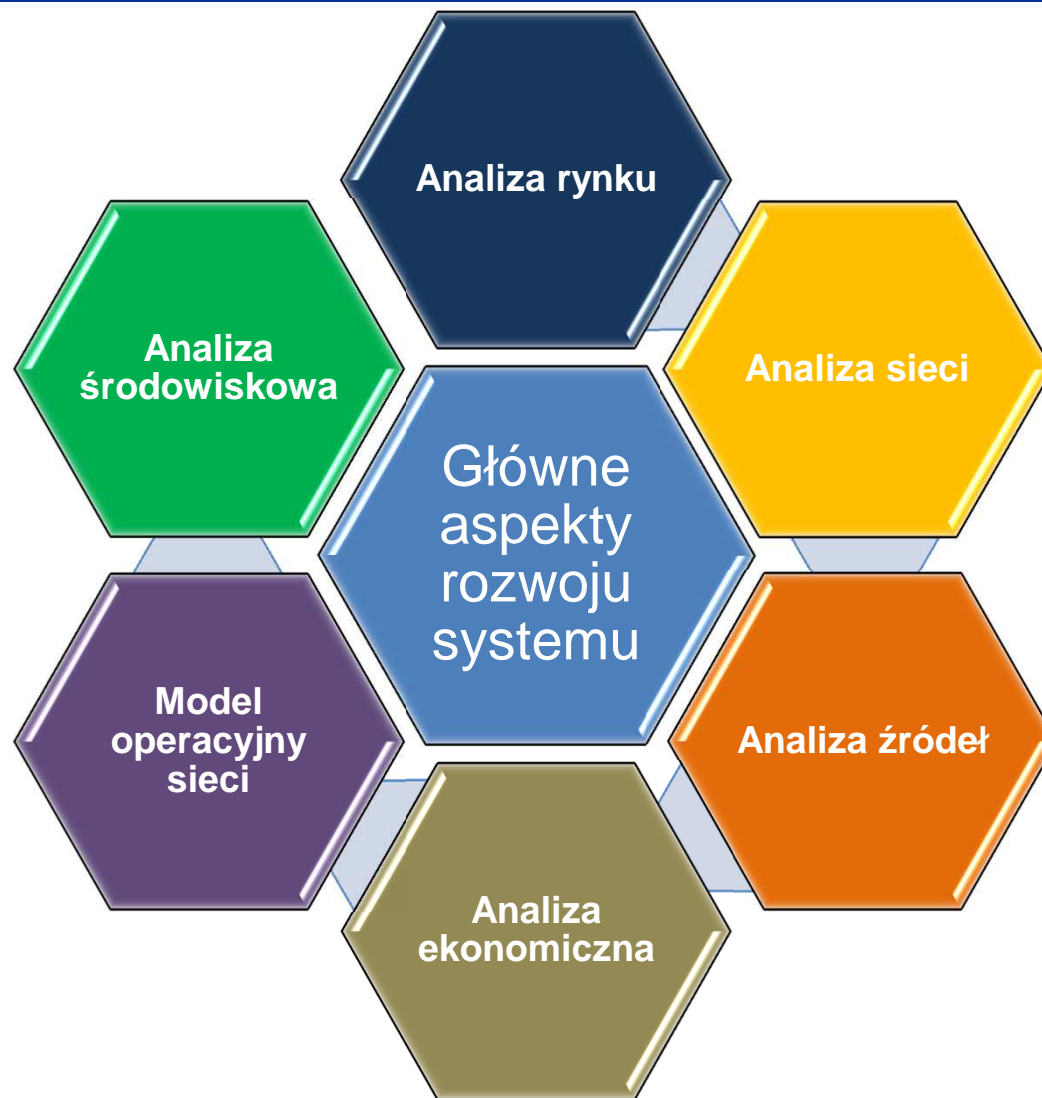 Analiza rynku
Analiza
środowiskowa
Analiza sieci
Główne
aspekty
rozwoju
systemu
Model
operacyjny
sieci
Analiza źródeł
Analiza
ekonomiczna